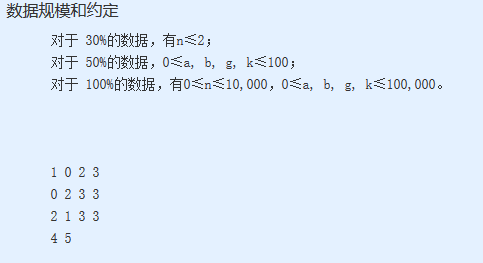 数据规模和约定
对于 30%的数据，有n≤2；
对于 50%的数据，0≤a, b, g, k≤100；
对于 100%的数据，有0≤n≤10,000，0≤a, b, g, k≤100,000。
1 0 2 3
0 2 3 3
2 1 3 3
4 5